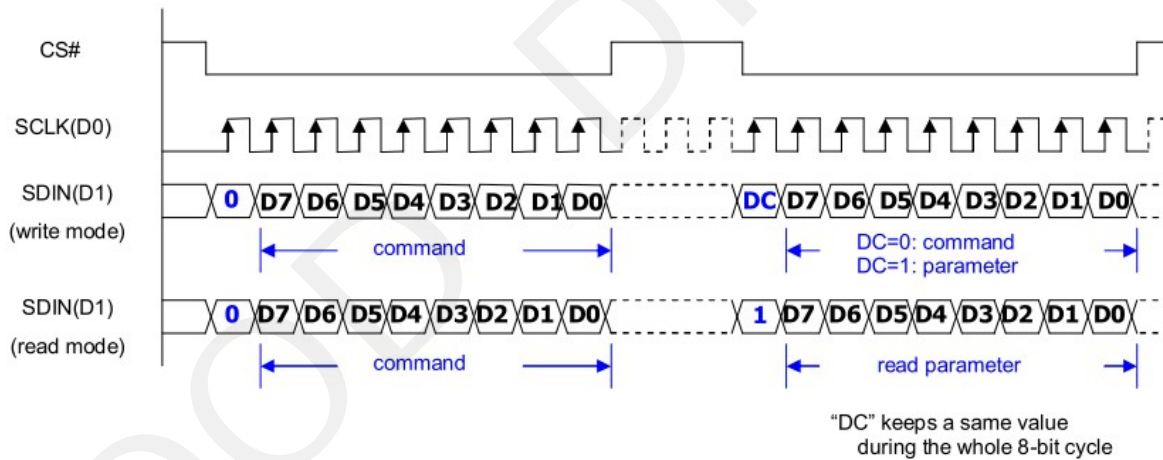 CS#
SCLK(D0)
SDIN(D1) 0 D7 D6 D5 D4 D3 D2 D1 D0 DC D7 D6 D5 D4 D3 D2 D1 D0
(write mode) command DC=0: command
DC=1: parameter
SDIN(D1) 0 D7 D6 D5 D4 D3 D2 D1 D0 1 D7 D6 D5 D4 D3 D2 D1 D0
(read mode) command read parameter
“DC” keeps a same value
during the whole 8-bit cycle